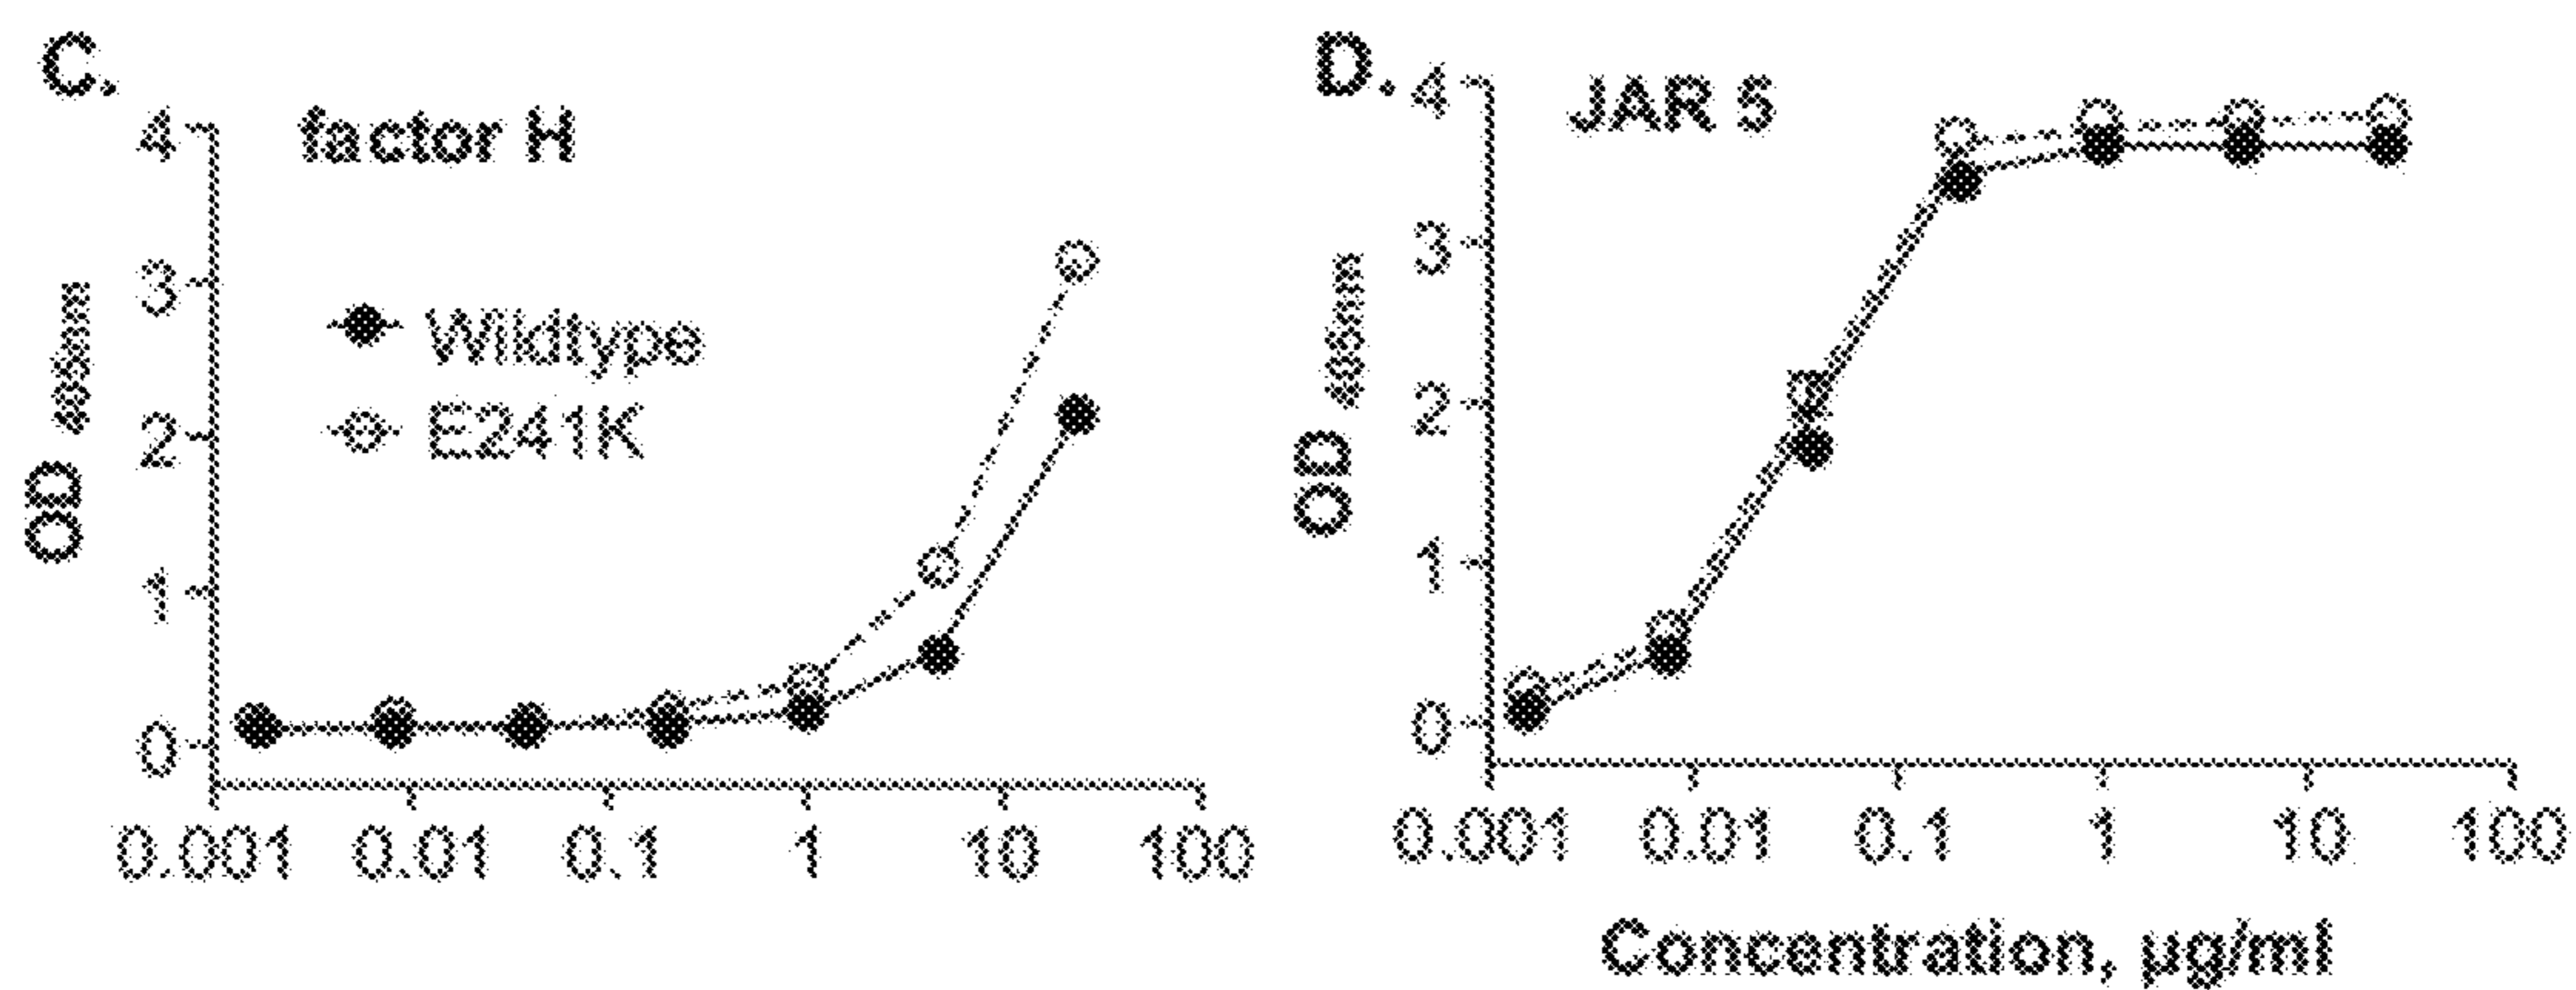 C.
factor H
4
3
2
1
0
OD 405nm
Wildtype
E241K
0.001 0.01 0.1 1 10 100
D.
JAR 5
4
3
2
1
0
OD 405nm
0.001 0.01 0.1 1 10 100
Concentration, µg/ml